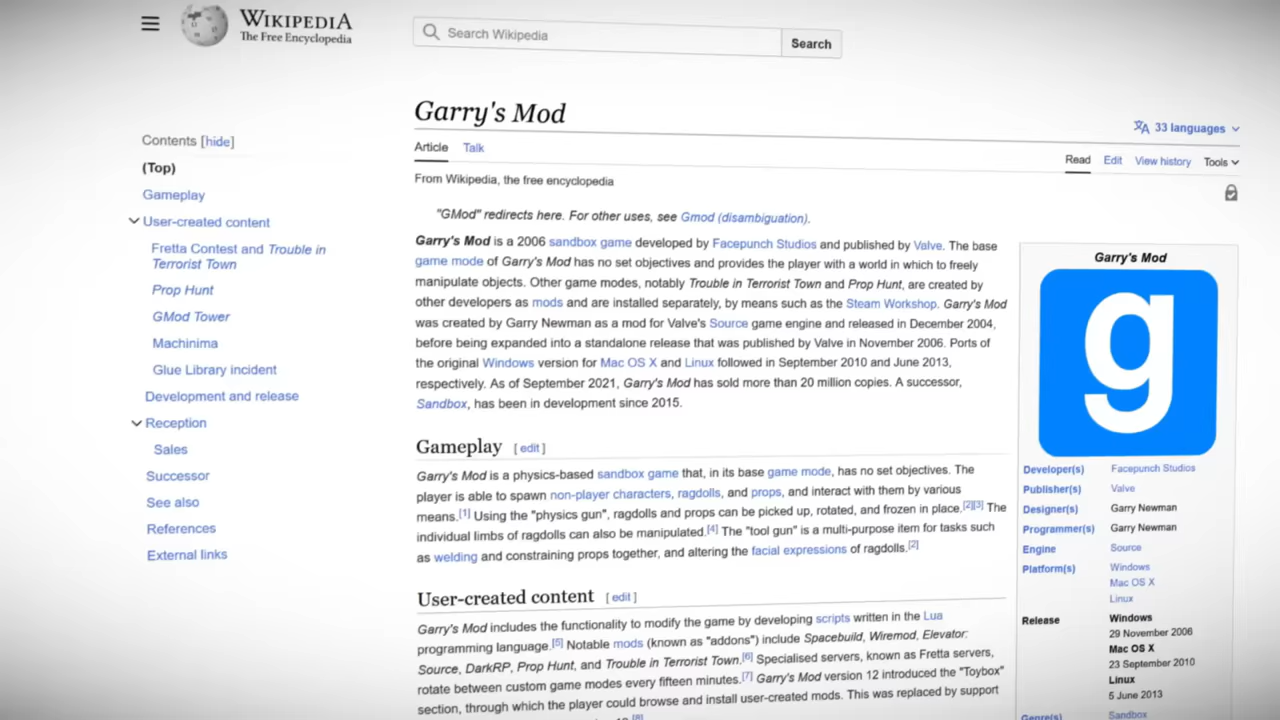 WIKIPEDIA
The Free Encyclopedia
Search Wikipedia
Search
Contents [hide]
(Top)
Gameplay
User-created content
Fretta Contest and Trouble in
Terrorist Town
Prop Hunt
GMod Tower
Machinima
Glue Library incident
Development and release
Reception
Sales
Successor
See also
References
External links
Garry's Mod
33 languages
Article Talk
Read Edit View history Tools
From Wikipedia, the free encyclopedia
"GMod" redirects here. For other uses, see Gmod (disambiguation).
Garry's Mod is a 2006 sandbox game developed by Facepunch Studios and published by Valve. The base
game mode of Garry's Mod has no set objectives and provides the player with a world in which to freely
manipulate objects. Other game modes, notably Trouble in Terrorist Town and Prop Hunt, are created by
other developers as mods and are installed separately, by means such as the Steam Workshop. Garry's Mod
was created by Garry Newman as a mod for Valve's Source game engine and released in December 2004,
before being expanded into a standalone release that was published by Valve in November 2006. Ports of
the original Windows version for Mac OS X and Linux followed in September 2010 and June 2013,
respectively. As of September 2021, Garry's Mod has sold more than 20 million copies. A successor,
Sandbox, has been in development since 2015.
Gameplay [ edit ]
Garry's Mod is a physics-based sandbox game that, in its base game mode, has no set objectives. The
player is able to spawn non-player characters, ragdolls, and props, and interact with them by various
means.[1] Using the "physics gun", ragdolls and props can be picked up, rotated, and frozen in place.[2][3] The
individual limbs of ragdolls can also be manipulated.[4] The "tool gun" is a multi-purpose item for tasks such
as welding and constraining props together, and altering the facial expressions of ragdolls.[2]
User-created content [ edit ]
Garry's Mod includes the functionality to modify the game by developing scripts written in the Lua
programming language.[5] Notable mods (known as "addons") include Spacebuild, Wiremod, Elevator:
Source, DarkRP, Prop Hunt, and Trouble in Terrorist Town.[6] Specialised servers, known as Fretta servers,
rotate between custom game modes every fifteen minutes.[7] Garry's Mod version 12 introduced the "Toybox"
section, through which the player could browse and install user-created mods. This was replaced by support
[8]
Garry's Mod
g
Developer(s) Facepunch Studios
Publisher(s) Valve
Designer(s) Garry Newman
Programmer(s) Garry Newman
Engine Source
Platform(s) Windows
Mac OS X
Linux
Release Windows
29 November 2006
Mac OS X
23 September 2010
Linux
5 June 2013
Genre(s) Sandbox